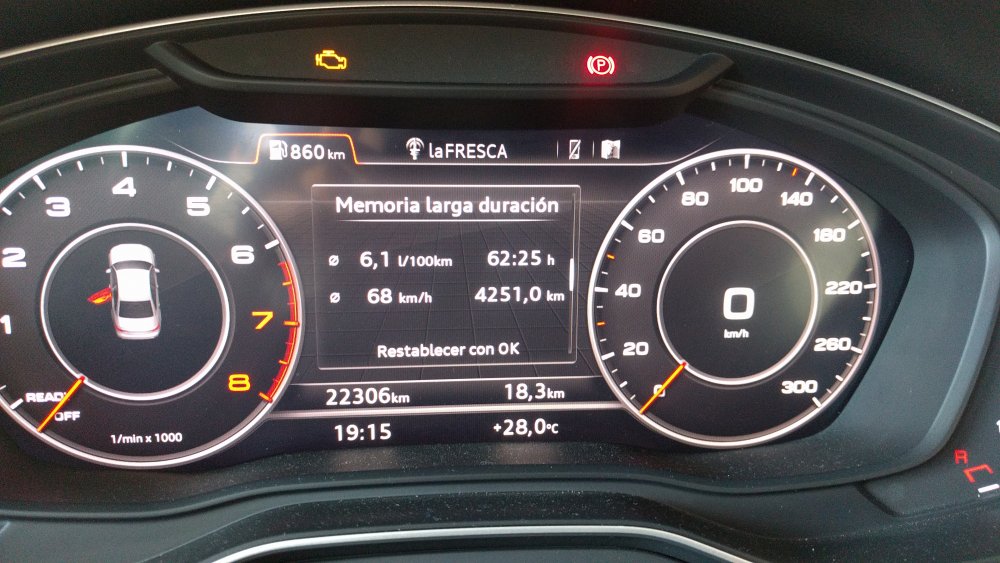 P
860 km
laFRESCA
Memoria larga duración
ø 6,1 l/100km 62:25 h
ø 68 km/h 4251,0 km
Restablecer con OK
22306km 18,3km
19:15 +28,0°C
1 2 3 4 5 6 7 8
READY
OFF
1/min x 1000
0 20 40 60 80 100 140 180 220 260 300
0
km/h